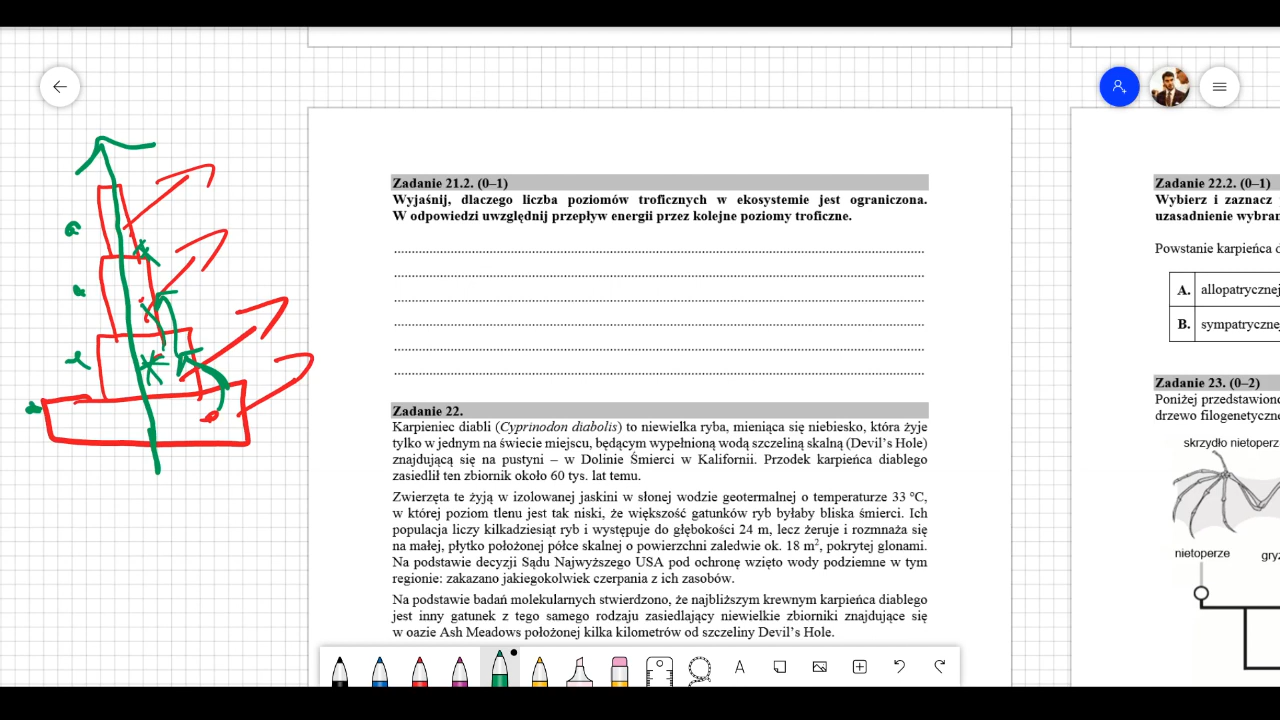 Zadanie 21.2. (0–1)
Wyjaśnij, dlaczego liczba poziomów troficznych w ekosystemie jest ograniczona.
W odpowiedzi uwzględnij przepływ energii przez kolejne poziomy troficzne.
Zadanie 22.
Karpieniec diabli (Cyprinodon diabolis) to niewielka ryba, mieniąca się niebiesko, która żyje
tylko w jednym na świecie miejscu, będącym wypełnioną wodą szczeliną skalną (Devil's Hole)
znajdującą się na pustyni – w Dolinie Śmierci w Kalifornii. Przodek karpieńca diablego
zasiedlił ten zbiornik około 60 tys. lat temu.
Zwierzęta te żyją w izolowanej jaskini w słonej wodzie geotermalnej o temperaturze 33 °C,
w której poziom tlenu jest tak niski, że większość gatunków ryb byłaby bliska śmierci. Ich
populacja liczy kilkadziesiąt ryb i występuje do głębokości 24 m, lecz żeruje i rozmnaża się
na małej, płytko położonej półce skalnej o powierzchni zaledwie ok. 18 m², pokrytej glonami.
Na podstawie decyzji Sądu Najwyższego USA pod ochronę wzięto wody podziemne w tym
regionie: zakazano jakiegokolwiek czerpania z ich zasobów.
Na podstawie badań molekularnych stwierdzono, że najbliższym krewnym karpieńca diablego
jest inny gatunek z tego samego rodzaju zasiedlający niewielkie zbiorniki znajdujące się
w oazie Ash Meadows położonej kilka kilometrów od szczeliny Devil's Hole.
A
Zadanie 22.2. (0–1)
Wybierz i zaznacz
uzasadnienie wybran
Powstanie karpieńca d
A. allopatrycznej
B. sympatrycznej
Zadanie 23. (0–2)
Poniżej przedstawiono
drzewo filogenetyczn
skrzydło nietoperz
nietoperze
gryz